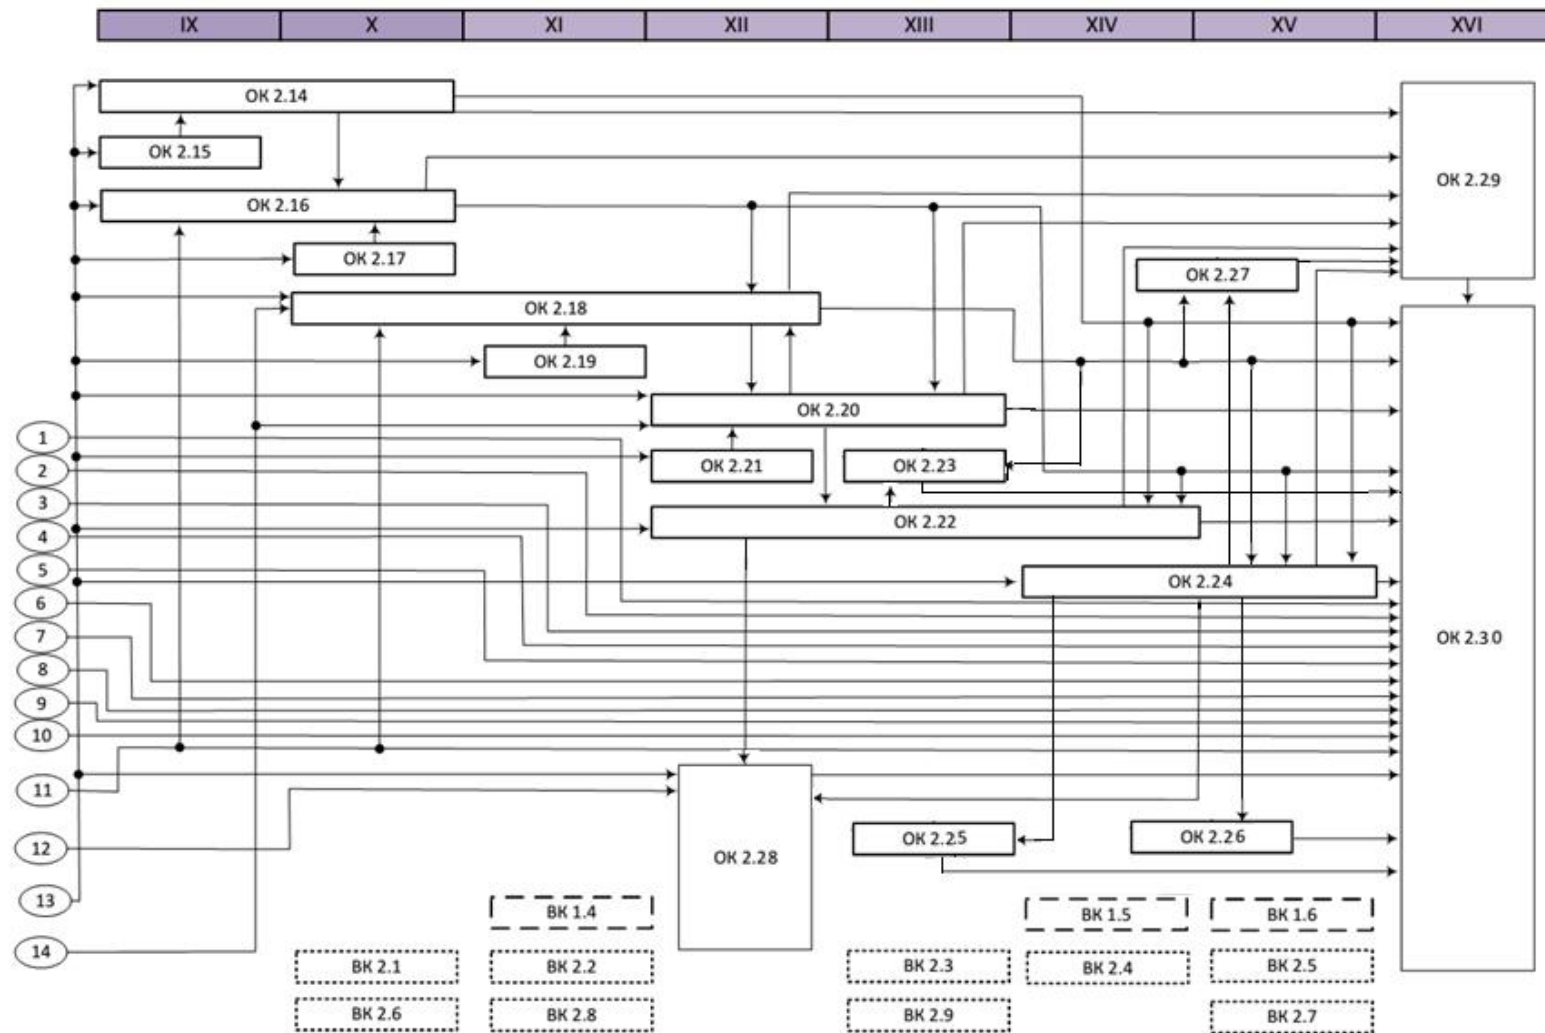 IX X XI XII XIII XIV XV XVI
ОК 2.14
ОК 2.15
ОК 2.29
ОК 2.16
ОК 2.17
ОК 2.27
ОК 2.18
ОК 2.19
ОК 2.20
1
2
ОК 2.21
ОК 2.23
3
4
ОК 2.22
5
ОК 2.24
6
7
ОК 2.30
8
9
10
11
12
ОК 2.28
ОК 2.25
ОК 2.26
13
ВК 1.4
ВК 1.5
ВК 1.6
14
ВК 2.1
ВК 2.2
ВК 2.3
ВК 2.4
ВК 2.5
ВК 2.6
ВК 2.8
ВК 2.9
ВК 2.7